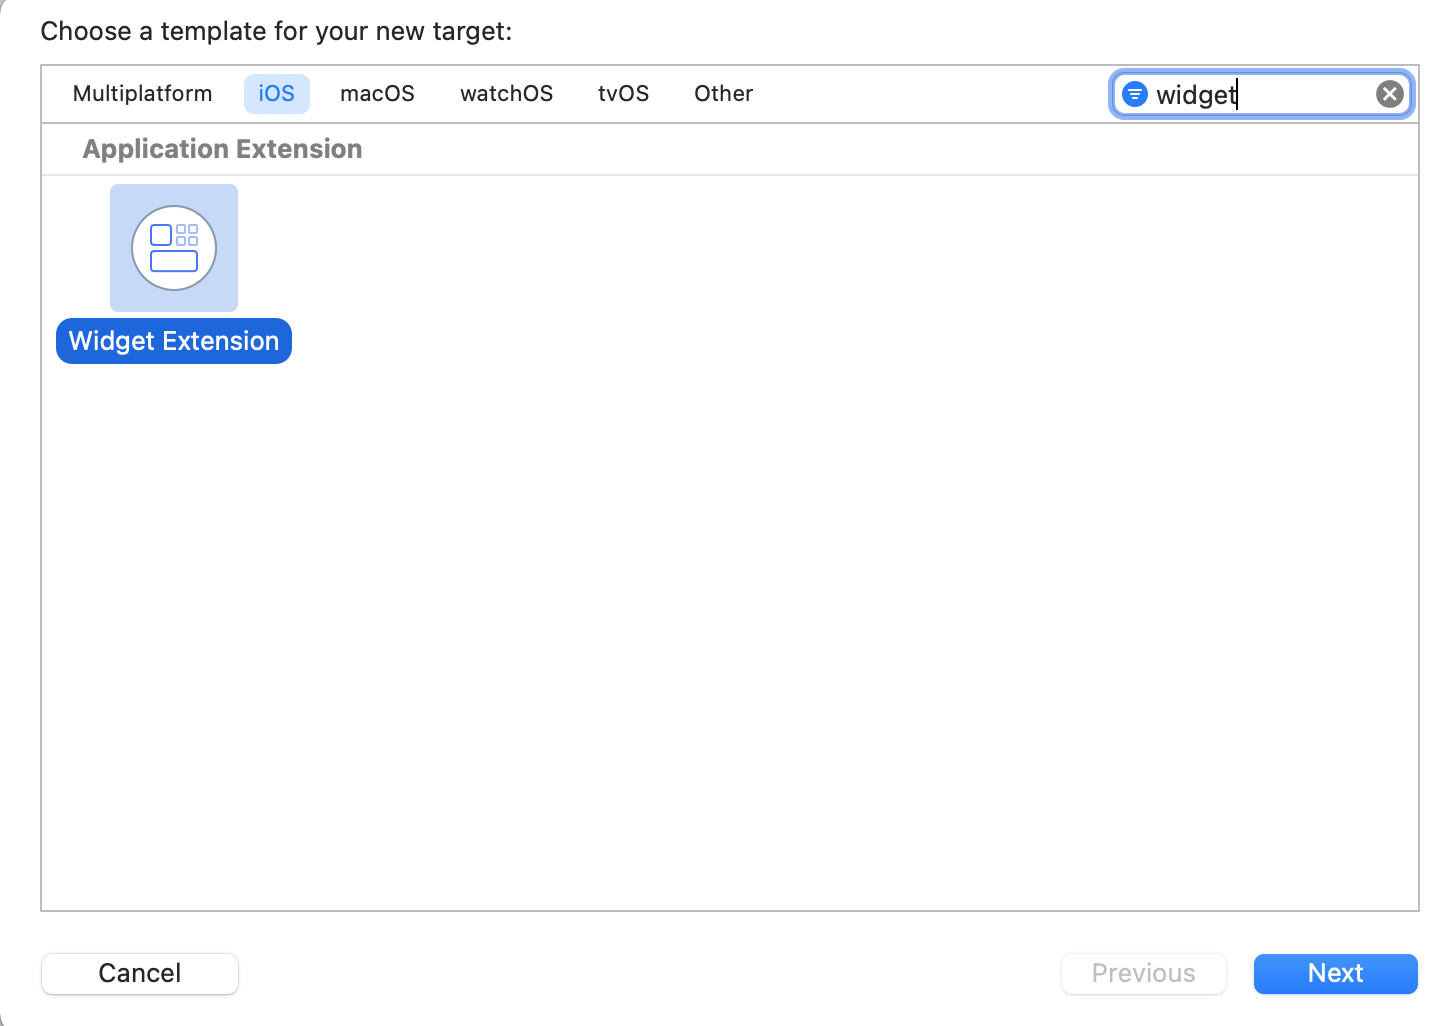 Choose a template for your new target:
Multiplatform iOS macOS watchOS tvOS Other widget
Application Extension
Widget Extension
Cancel Previous Next